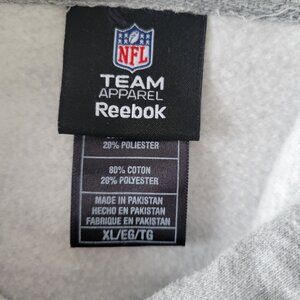 NFL
TEAM
APPAREL
Reebok
20% POLIESTER
80% COTON
20% POLYESTER
MADE IN PAKISTAN
HECHO EN PAKISTAN
FABRIQUE EN PAKISTAN
XL/EG/TG